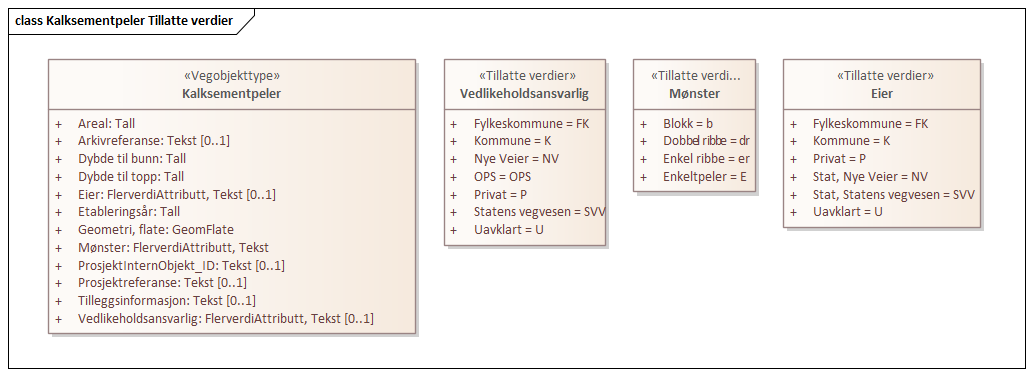 class Kalksementpeler Tillatte verdier
«Vegobjekttype»
Kalksementpeler
+ Areal: Tall
+ Arkivreferanse: Tekst [0..1]
+ Dybde til bunn: Tall
+ Dybde til topp: Tall
+ Eier: FlerverdiAttributt, Tekst [0..1]
+ Etableringsår: Tall
+ Geometri, flate: GeomFlate
+ Mønster: FlerverdiAttributt, Tekst
+ ProsjektInternObjekt_ID: Tekst [0..1]
+ Prosjektreferanse: Tekst [0..1]
+ Tilleggsinformasjon: Tekst [0..1]
+ Vedlikeholdsansvarlig: FlerverdiAttributt, Tekst [0..1]
«Tillatte verdier»
Vedlikeholdsansvarlig
+ Fylkeskommune = FK
+ Kommune = K
+ Nye Veier = NV
+ OPS = OPS
+ Privat = P
+ Statens vegvesen = SVV
+ Uavklart = U
«Tillatte verdi...
Mønster
+ Blokk = b
+ Dobbel ribbe = dr
+ Enkel ribbe = er
+ Enkeltpeler = E
«Tillatte verdier»
Eier
+ Fylkeskommune = FK
+ Kommune = K
+ Privat = P
+ Stat, Nye Veier = NV
+ Stat, Statens vegvesen = SVV
+ Uavklart = U